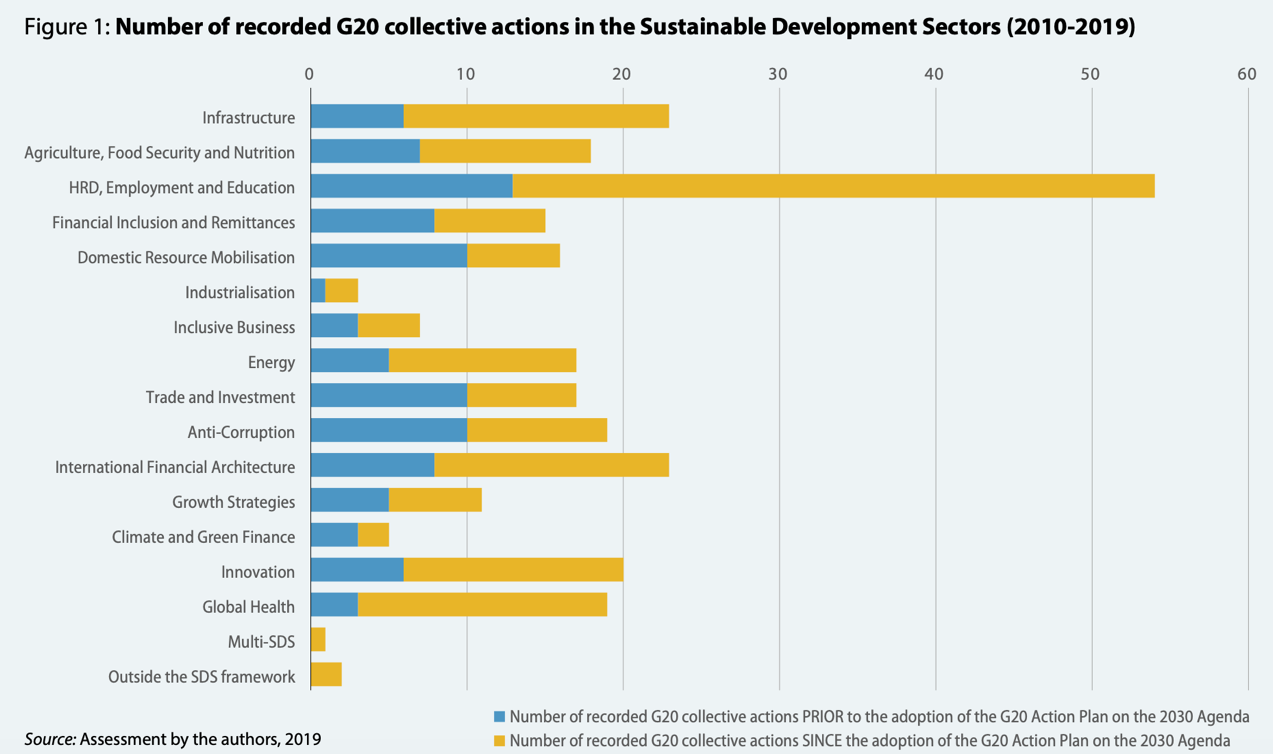 Figure 1: Number of recorded G20 collective actions in the Sustainable Development Sectors (2010-2019)
0 10 20 30 40 50 60
Infrastructure
Agriculture, Food Security and Nutrition
HRD, Employment and Education
Financial Inclusion and Remittances
Domestic Resource Mobilisation
Industrialisation
Inclusive Business
Energy
Trade and Investment
Anti-Corruption
International Financial Architecture
Growth Strategies
Climate and Green Finance
Innovation
Global Health
Multi-SDS
Outside the SDS framework
Number of recorded G20 collective actions PRIOR to the adoption of the G20 Action Plan on the 2030 Agenda
Number of recorded G20 collective actions SINCE the adoption of the G20 Action Plan on the 2030 Agenda
Source: Assessment by the authors, 2019